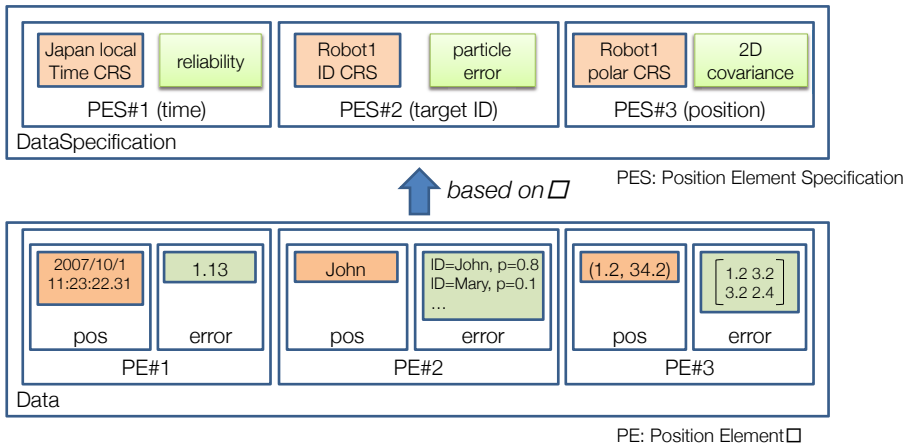 Japan local
Time CRS
reliability
PES#1 (time)
Robot1
ID CRS
particle
error
PES#2 (target ID)
Robot1
polar CRS
2D
covariance
PES#3 (position)
DataSpecification
based on
PES: Position Element Specification
2007/10/1
11:23:22.31
pos
1.13
error
PE#1
John
pos
ID=John, p=0.8
ID=Mary, p=0.1
…
error
PE#2
(1.2, 34.2)
pos
1.2 3.2
3.2 2.4
error
PE#3
Data
PE: Position Element